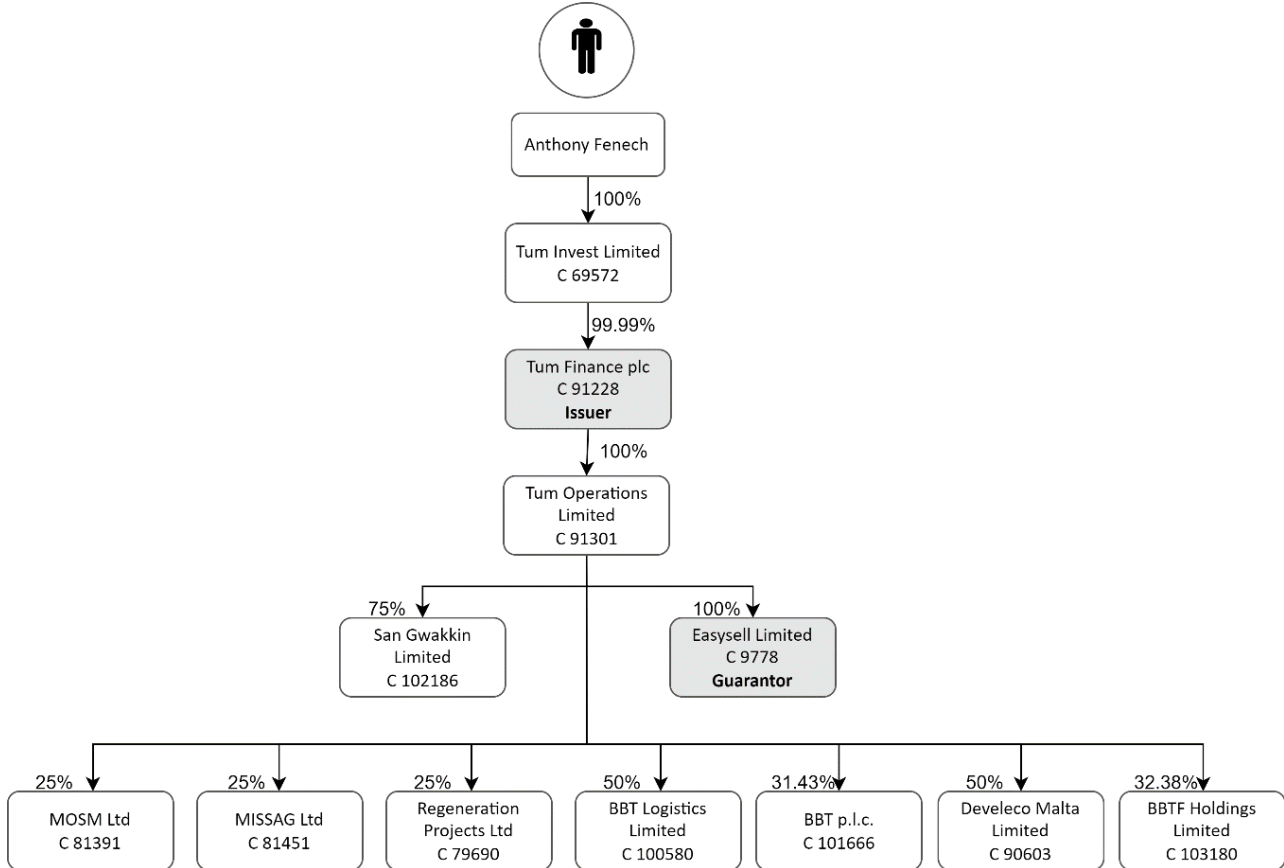 Anthony Fenech
100%
Tum Invest Limited
C 69572
99.99%
Tum Finance plc
C 91228
Issuer
100%
Tum Operations
Limited
C 91301
75%
San Gwakkin
Limited
C 102186
100%
Easysell Limited
C 9778
Guarantor
25%
MOSM Ltd
C 81391
25%
MISSAG Ltd
C 81451
25%
Regeneration
Projects Ltd
C 79690
50%
BBT Logistics
Limited
C 100580
31.43%
BBT p.l.c.
C 101666
50%
Develeco Malta
Limited
C 90603
32.38%
BBTF Holdings
Limited
C 103180